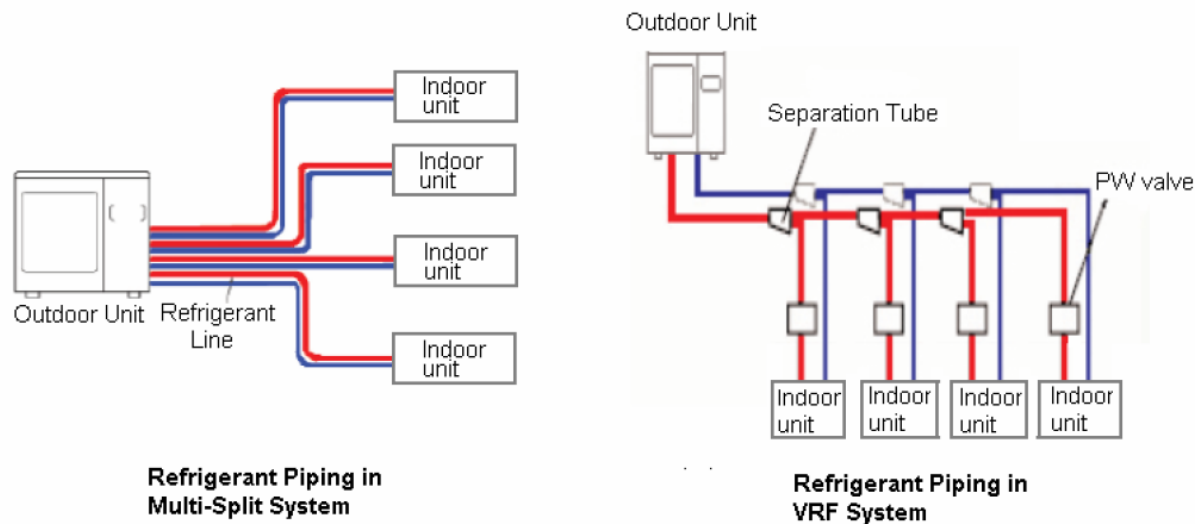 Indoor
unit
Indoor
unit
Indoor
unit
Indoor
unit
Outdoor Unit
Refrigerant
Line
Refrigerant Piping in
Multi-Split System
Outdoor Unit
Separation Tube
PW valve
Indoor
unit
Indoor
unit
Indoor
unit
Indoor
unit
Refrigerant Piping in
VRF System